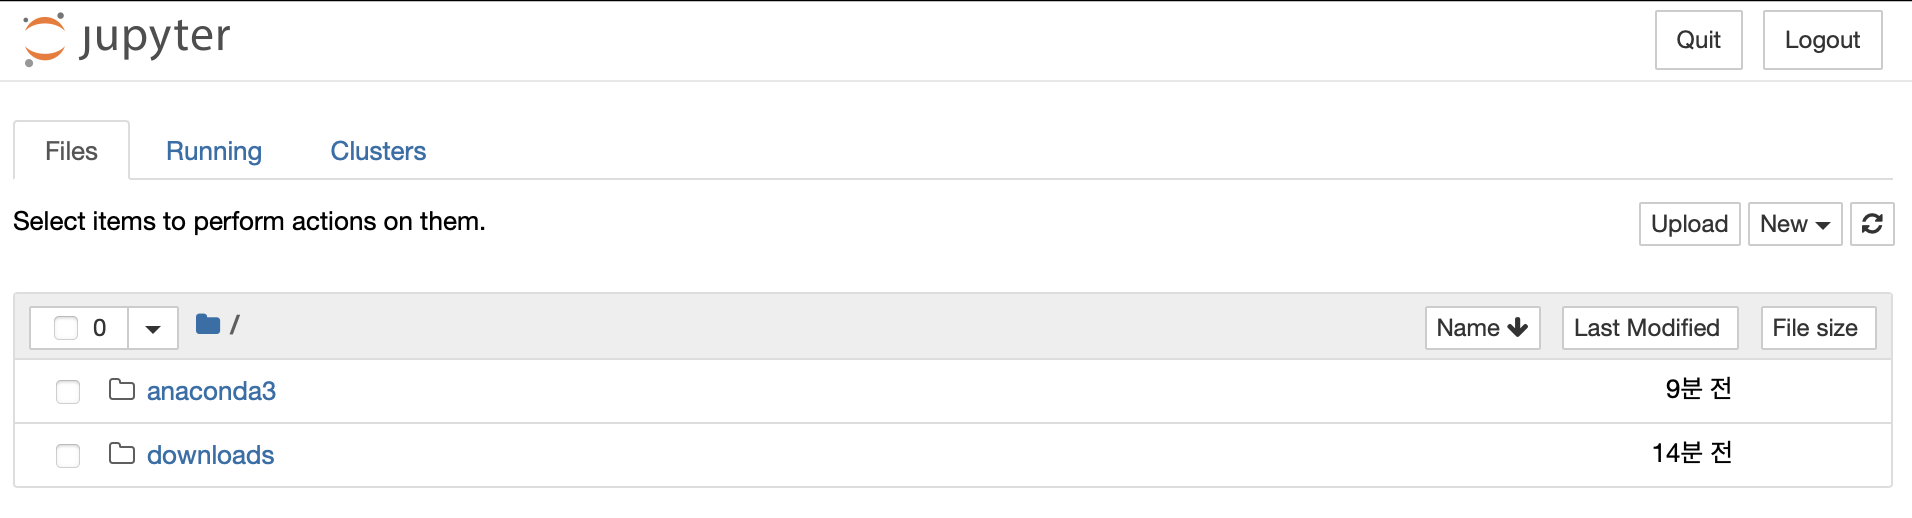 jupyter
Quit
Logout
Files
Running
Clusters
Select items to perform actions on them.
Upload
New
0
/
Name
Last Modified
File size
anaconda3
9분 전
downloads
14분 전